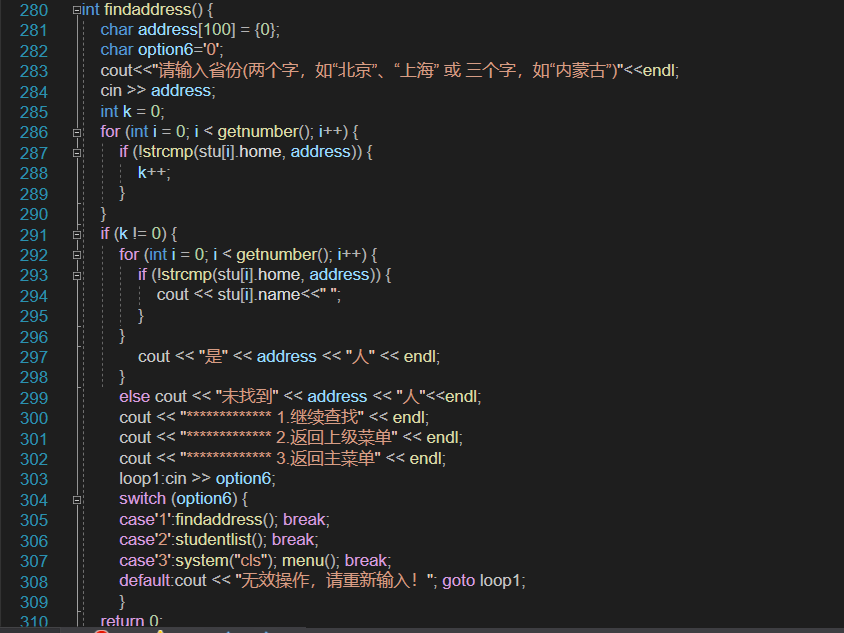 280 int findaddress() {
281 char address[100] = {0};
282 char option6='0';
283 cout<<"请输入省份(两个字，如“北京”、“上海” 或 三个字，如“内蒙古”)"<<endl;
284 cin >> address;
285 int k = 0;
286 for (int i = 0; i < getnumber(); i++) {
287 if (!strcmp(stu[i].home, address)) {
288 k++;
289 }
290 }
291 if (k != 0) {
292 for (int i = 0; i < getnumber(); i++) {
293 if (!strcmp(stu[i].home, address)) {
294 cout << stu[i].name<<" ";
295 }
296 }
297 cout << "是" << address << "人" << endl;
298 }
299 else cout << "未找到" << address << "人"<<endl;
300 cout << "************* 1.继续查找" << endl;
301 cout << "************* 2.返回上级菜单" << endl;
302 cout << "************* 3.返回主菜单" << endl;
303 loop1:cin >> option6;
304 switch (option6) {
305 case'1':findaddress(); break;
306 case'2':studentlist(); break;
307 case'3':system("cls"); menu(); break;
308 default:cout << "无效操作，请重新输入！"; goto loop1;
309 }
310 return 0;